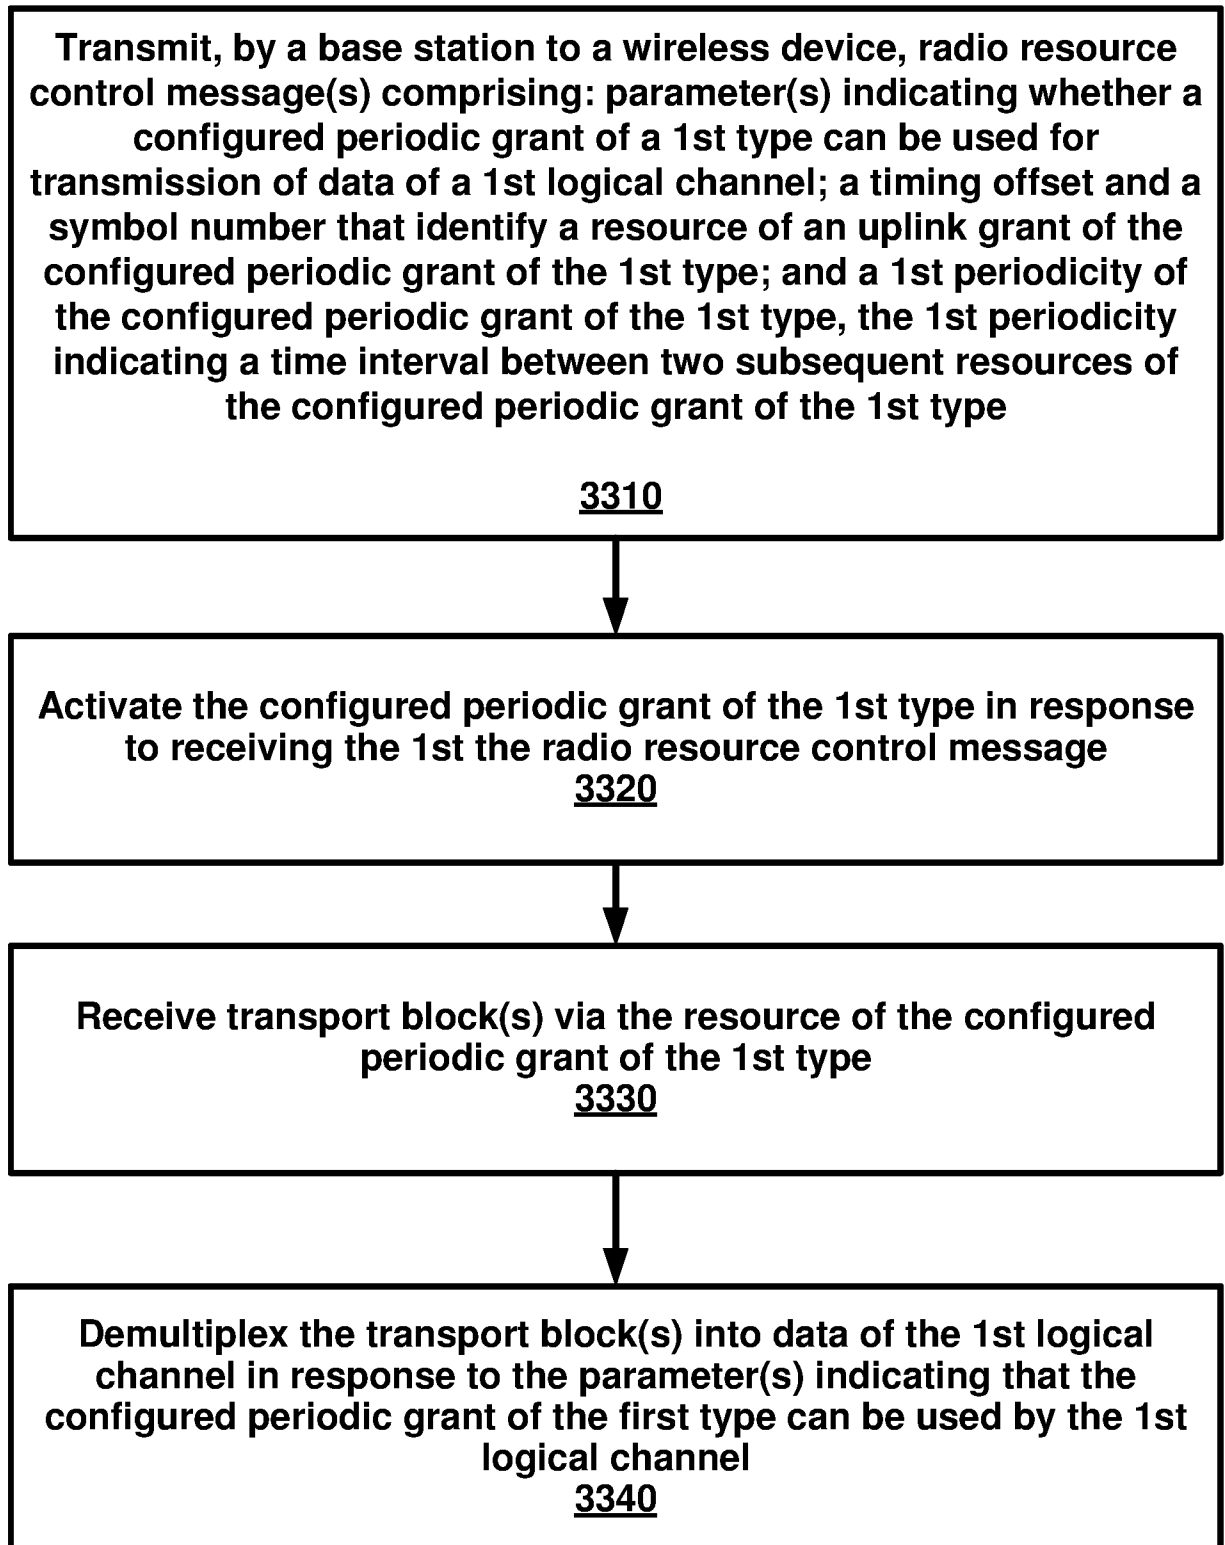 Transmit, by a base station to a wireless device, radio resource
control message(s) comprising: parameter(s) indicating whether a
configured periodic grant of a 1st type can be used for
transmission of data of a 1st logical channel; a timing offset and a
symbol number that identify a resource of an uplink grant of the
configured periodic grant of the 1st type; and a 1st periodicity of
the configured periodic grant of the 1st type, the 1st periodicity
indicating a time interval between two subsequent resources of
the configured periodic grant of the 1st type
3310
Activate the configured periodic grant of the 1st type in response
to receiving the 1st the radio resource control message
3320
Receive transport block(s) via the resource of the configured
periodic grant of the 1st type
3330
Demultiplex the transport block(s) into data of the 1st logical
channel in response to the parameter(s) indicating that the
configured periodic grant of the first type can be used by the 1st
logical channel
3340